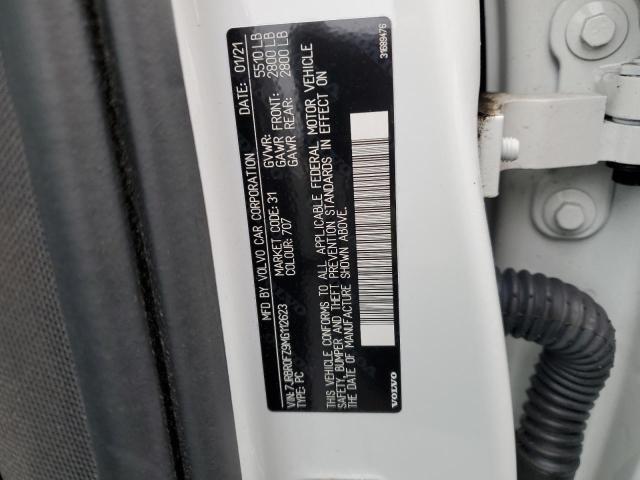 MFD BY VOLVO CAR CORPORATION DATE: 01/21
GVWR: 5510 LB
MARKET CODE: 31 GAWR FRONT: 2800 LB
COLOUR: 707 GAWR REAR: 2800 LB
VIN: 7JRBR0FZ9MG112623
TYPE: PC
THIS VEHICLE CONFORMS TO ALL APPLICABLE FEDERAL MOTOR VEHICLE
SAFETY, BUMPER AND THEFT PREVENTION STANDARDS IN EFFECT ON
THE DATE OF MANUFACTURE SHOWN ABOVE.
VOLVO 31689476